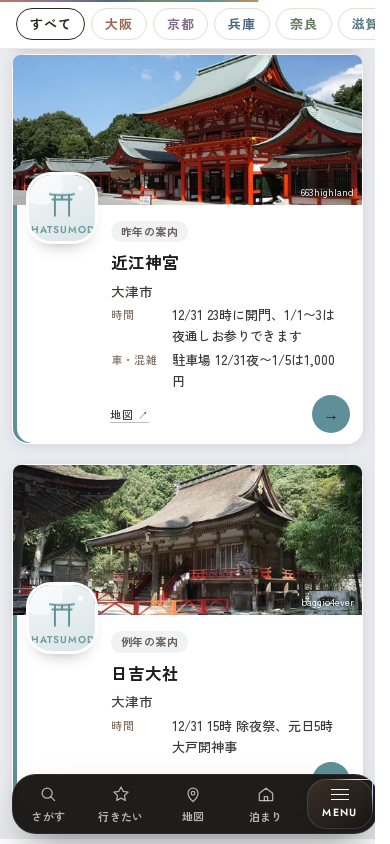 すべて 大阪 京都 兵庫 奈良 滋賀
663highland
HATSUMOD
昨年の案内
近江神宮
大津市
時間 12/31 23時に開門、1/1〜3は
夜通しお参りできます
車・混雑 駐車場 12/31夜〜1/5は1,000
円
地図 ↗
→
baggio4ever
HATSUMOD
例年の案内
日吉大社
大津市
時間 12/31 15時 除夜祭、元日5時
大戸開神事
さがす 行きたい 地図 泊まり MENU